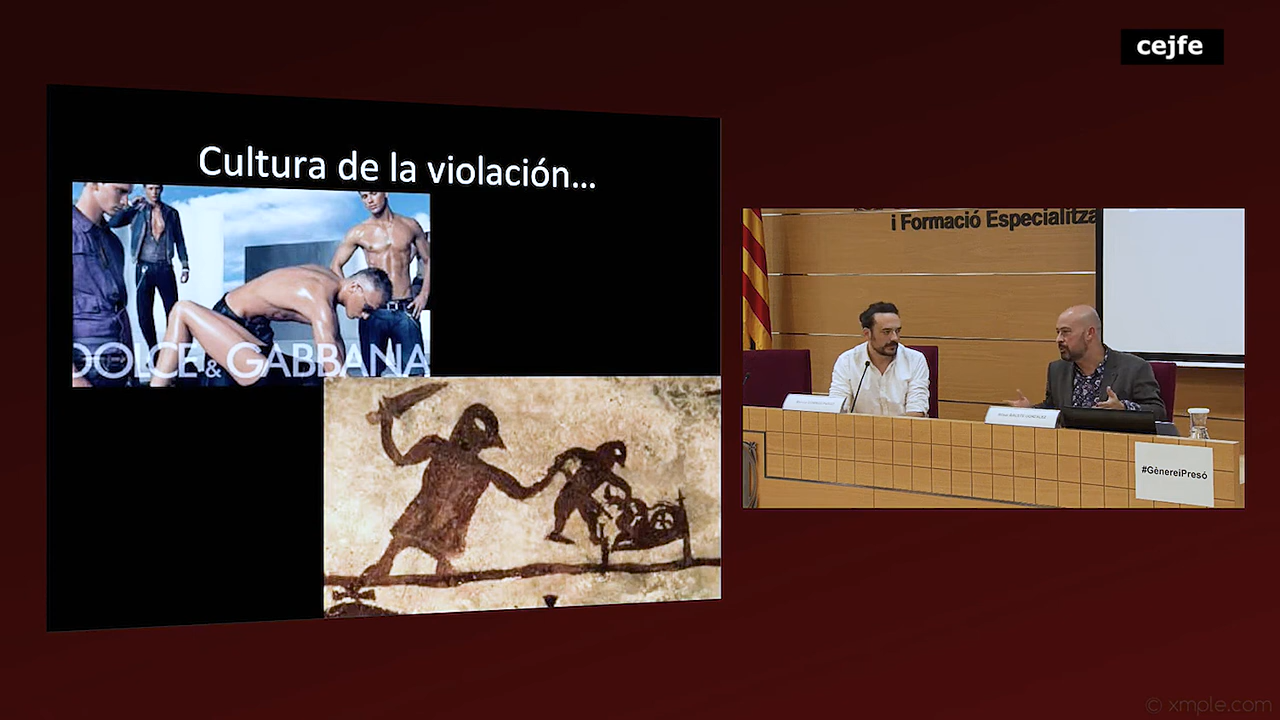 cejfe
Cultura de la violación...
DOLCE & GABBANA
i Formació Especialitza
#GènereiPresó
© xmple.com